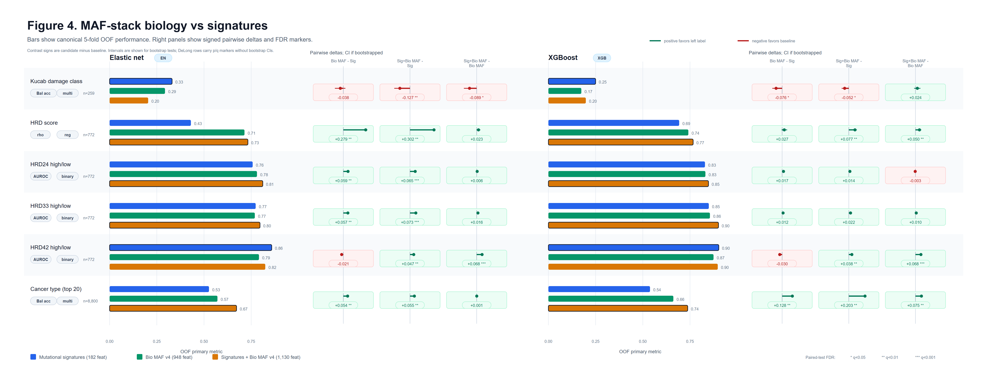 Figure 4. MAF-stack biology vs signatures
Bars show canonical 5-fold OOF performance. Right panels show signed pairwise deltas and FDR markers.
positive favors left label
negative favors baseline
Contrast signs are candidate minus baseline. Intervals are shown for bootstrap tests; DeLong rows carry p/q markers without bootstrap CIs.
Elastic net EN
Pairwise deltas; CI if bootstrapped
Bio MAF - Sig
Sig+Bio MAF -
Sig
Sig+Bio MAF -
Bio MAF
XGBoost XGB
Pairwise deltas; CI if bootstrapped
Bio MAF - Sig
Sig+Bio MAF -
Sig
Sig+Bio MAF -
Bio MAF
Kucab damage class
Bal acc multi n=259
0.33
0.29
0.20
-0.038
-0.127 **
-0.089 *
0.25
0.17
0.20
-0.076 *
-0.052 *
+0.024
HRD score
rho reg n=772
0.43
0.71
0.73
+0.279 **
+0.302 **
+0.023
0.69
0.74
0.77
+0.027
+0.077 **
+0.050 **
HRD24 high/low
AUROC binary n=772
0.76
0.78
0.81
+0.059 **
+0.065 ***
+0.006
0.83
0.83
0.85
+0.017
+0.014
-0.003
HRD33 high/low
AUROC binary n=772
0.77
0.77
0.80
+0.057 **
+0.073 ***
+0.016
0.85
0.86
0.90
+0.012
+0.022
+0.010
HRD42 high/low
AUROC binary n=772
0.86
0.79
0.82
-0.021
+0.047 **
+0.068 ***
0.90
0.87
0.90
-0.030
+0.038 **
+0.068 ***
Cancer type (top 20)
Bal acc multi n=8,800
0.53
0.57
0.67
+0.054 **
+0.055 **
+0.001
0.54
0.66
0.74
+0.128 **
+0.203 **
+0.075 **
0.00 0.25 0.50 0.75
OOF primary metric
0.00 0.25 0.50 0.75
OOF primary metric
Mutational signatures (182 feat)
Bio MAF v4 (948 feat)
Signatures + Bio MAF v4 (1,130 feat)
Paired-test FDR: * q<0.05 ** q<0.01 *** q<0.001